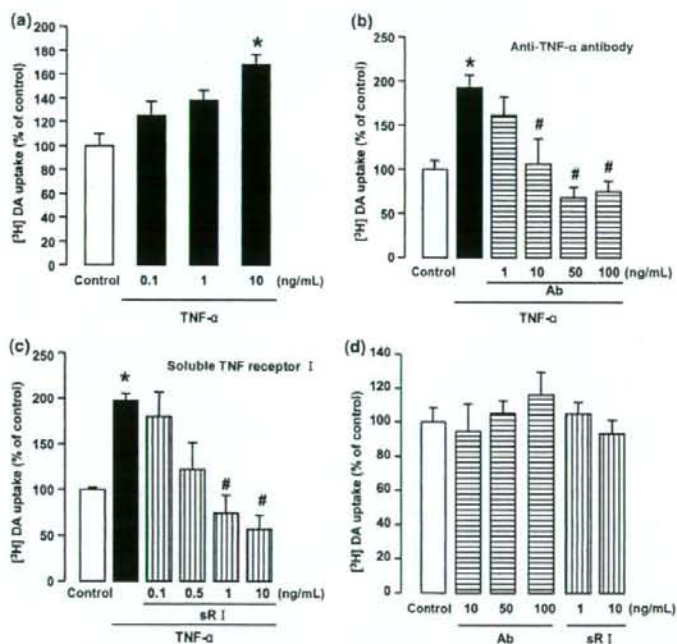 (a)
[³H] DA uptake (% of control)
200
180
160
140
120
100
80
60
40
20
0
*
Control 0.1 1 10 (ng/mL)
TNF-α
(b)
Anti-TNF-α antibody
[³H] DA uptake (% of control)
250
200
150
100
50
0
*
#
#
#
Control 1 10 50 100 (ng/mL)
Ab
TNF-α
(c)
Soluble TNF receptor I
[³H] DA uptake (% of control)
200
150
100
50
0
*
#
#
Control 0.1 0.5 1 10 (ng/mL)
sR I
TNF-α
(d)
[³H] DA uptake (% of control)
140
120
100
80
60
40
20
0
Control 10 50 100 1 10 (ng/mL)
Ab sR I